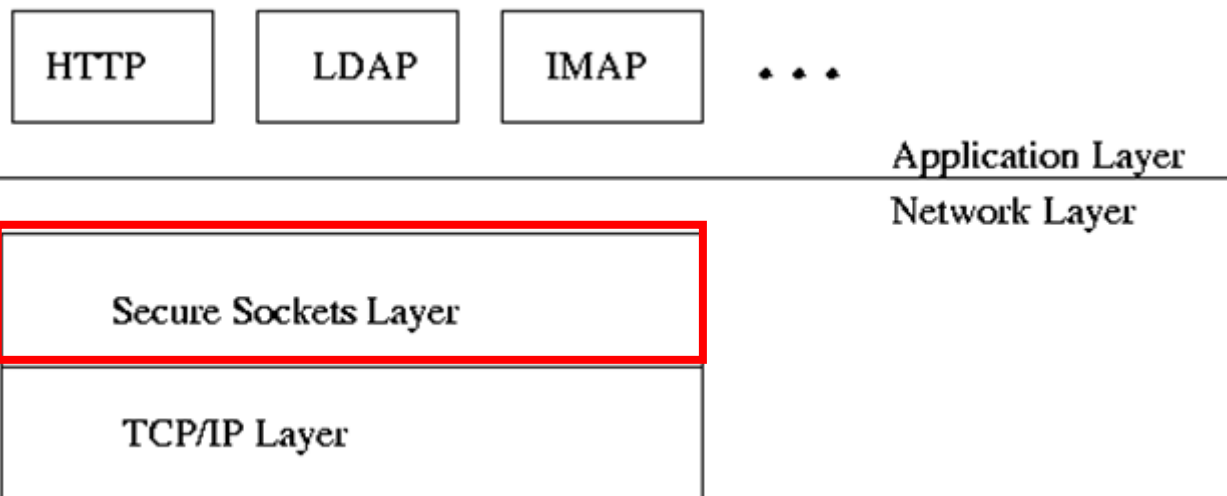 HTTP LDAP IMAP ...
Application Layer
Network Layer
Secure Sockets Layer
TCP/IP Layer